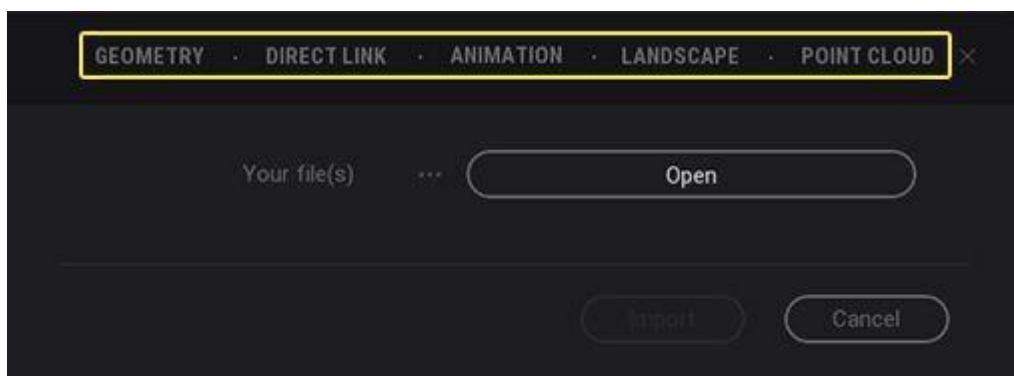 GEOMETRY · DIRECT LINK · ANIMATION · LANDSCAPE · POINT CLOUD ×
Your file(s) ··· Open
Import Cancel